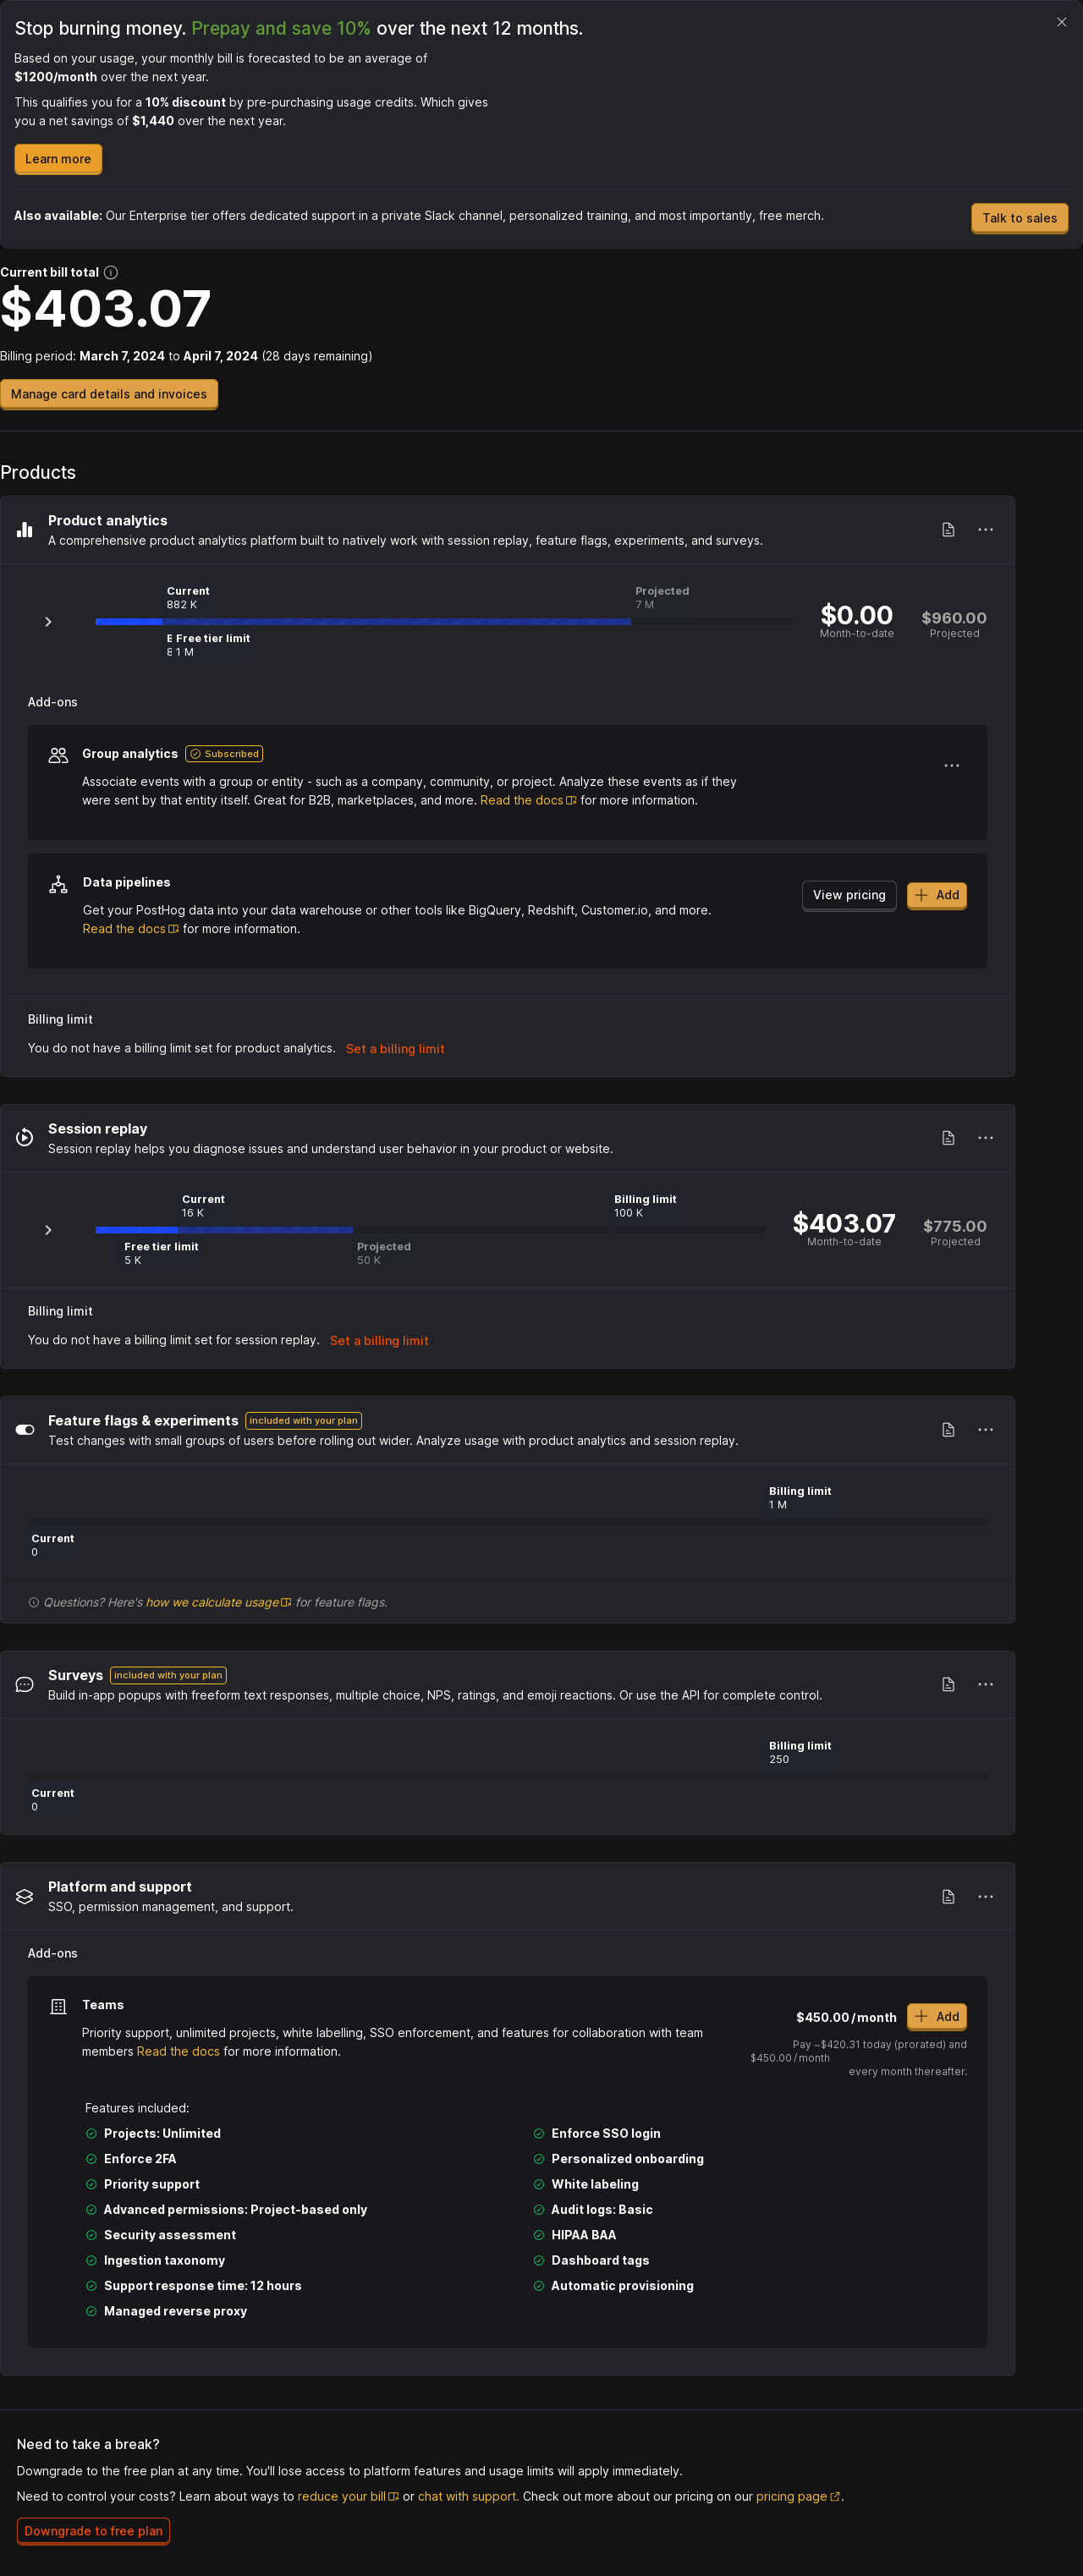 Stop burning money. Prepay and save 10% over the next 12 months.
Based on your usage, your monthly bill is forecasted to be an average of
$1200/month over the next year.
This qualifies you for a 10% discount by pre-purchasing usage credits. Which gives
you a net savings of $1,440 over the next year.
Learn more
Also available: Our Enterprise tier offers dedicated support in a private Slack channel, personalized training, and most importantly, free merch.
Talk to sales
Current bill total
$403.07
Billing period: March 7, 2024 to April 7, 2024 (28 days remaining)
Manage card details and invoices
Products
Product analytics
A comprehensive product analytics platform built to natively work with session replay, feature flags, experiments, and surveys.
Current
882 K
Projected
7 M
Free tier limit
1 M
$0.00
Month-to-date
$960.00
Projected
Add-ons
Group analytics Subscribed
Associate events with a group or entity - such as a company, community, or project. Analyze these events as if they
were sent by that entity itself. Great for B2B, marketplaces, and more. Read the docs for more information.
Data pipelines
Get your PostHog data into your data warehouse or other tools like BigQuery, Redshift, Customer.io, and more.
Read the docs for more information.
View pricing
Add
Billing limit
You do not have a billing limit set for product analytics. Set a billing limit
Session replay
Session replay helps you diagnose issues and understand user behavior in your product or website.
Current
16 K
Billing limit
100 K
Free tier limit
5 K
Projected
50 K
$403.07
Month-to-date
$775.00
Projected
Billing limit
You do not have a billing limit set for session replay. Set a billing limit
Feature flags & experiments included with your plan
Test changes with small groups of users before rolling out wider. Analyze usage with product analytics and session replay.
Billing limit
1 M
Current
0
Questions? Here's how we calculate usage for feature flags.
Surveys included with your plan
Build in-app popups with freeform text responses, multiple choice, NPS, ratings, and emoji reactions. Or use the API for complete control.
Billing limit
250
Current
0
Platform and support
SSO, permission management, and support.
Add-ons
Teams
Priority support, unlimited projects, white labelling, SSO enforcement, and features for collaboration with team
members Read the docs for more information.
$450.00/month
Add
Pay ~$420.31 today (prorated) and
$450.00/month
every month thereafter.
Features included:
Projects: Unlimited
Enforce 2FA
Priority support
Advanced permissions: Project-based only
Security assessment
Ingestion taxonomy
Support response time: 12 hours
Managed reverse proxy
Enforce SSO login
Personalized onboarding
White labeling
Audit logs: Basic
HIPAA BAA
Dashboard tags
Automatic provisioning
Need to take a break?
Downgrade to the free plan at any time. You'll lose access to platform features and usage limits will apply immediately.
Need to control your costs? Learn about ways to reduce your bill or chat with support. Check out more about our pricing on our pricing page.
Downgrade to free plan